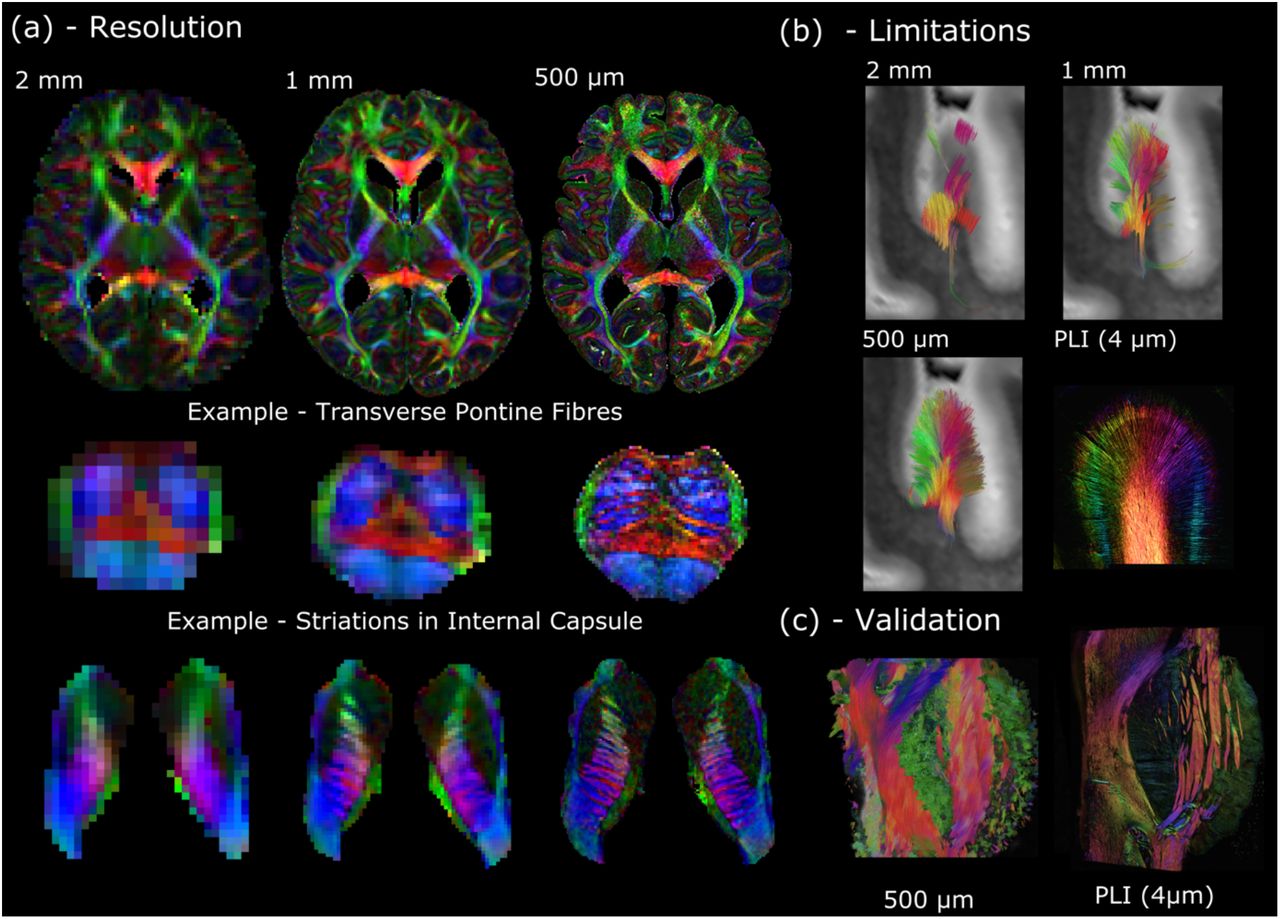 (a) - Resolution
2 mm
1 mm
500 µm
Example - Transverse Pontine Fibres
Example - Striations in Internal Capsule
(b) - Limitations
2 mm
1 mm
500 µm
PLI (4 µm)
(c) - Validation
500 µm
PLI (4µm)